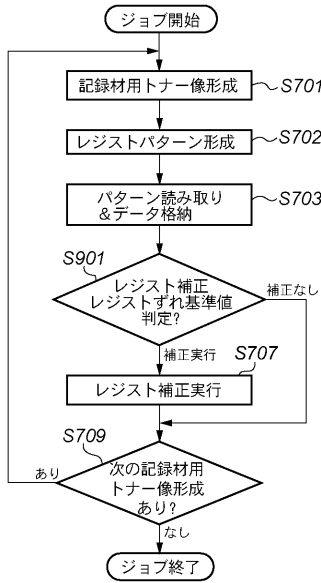 ジョブ開始
記録材用トナー像形成
S701
レジストパターン形成
S702
パターン読み取り
＆データ格納
S703
S901
レジスト補正
レジストずれ基準値
判定?
補正なし
補正実行
S707
レジスト補正実行
S709
次の記録材用
トナー像形成
あり?
あり
なし
ジョブ終了